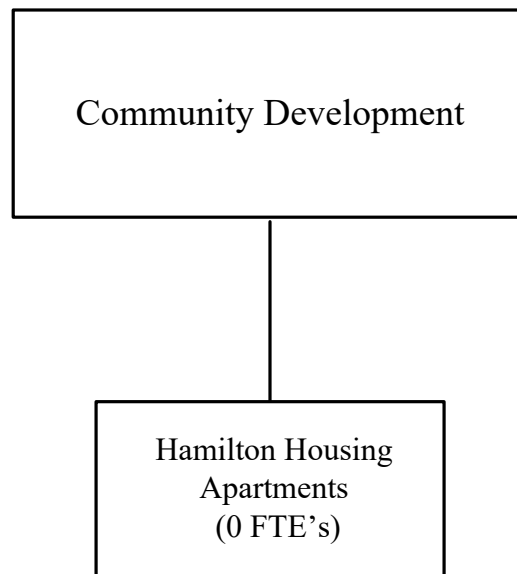 Community Development
Hamilton Housing
Apartments
(0 FTE’s)